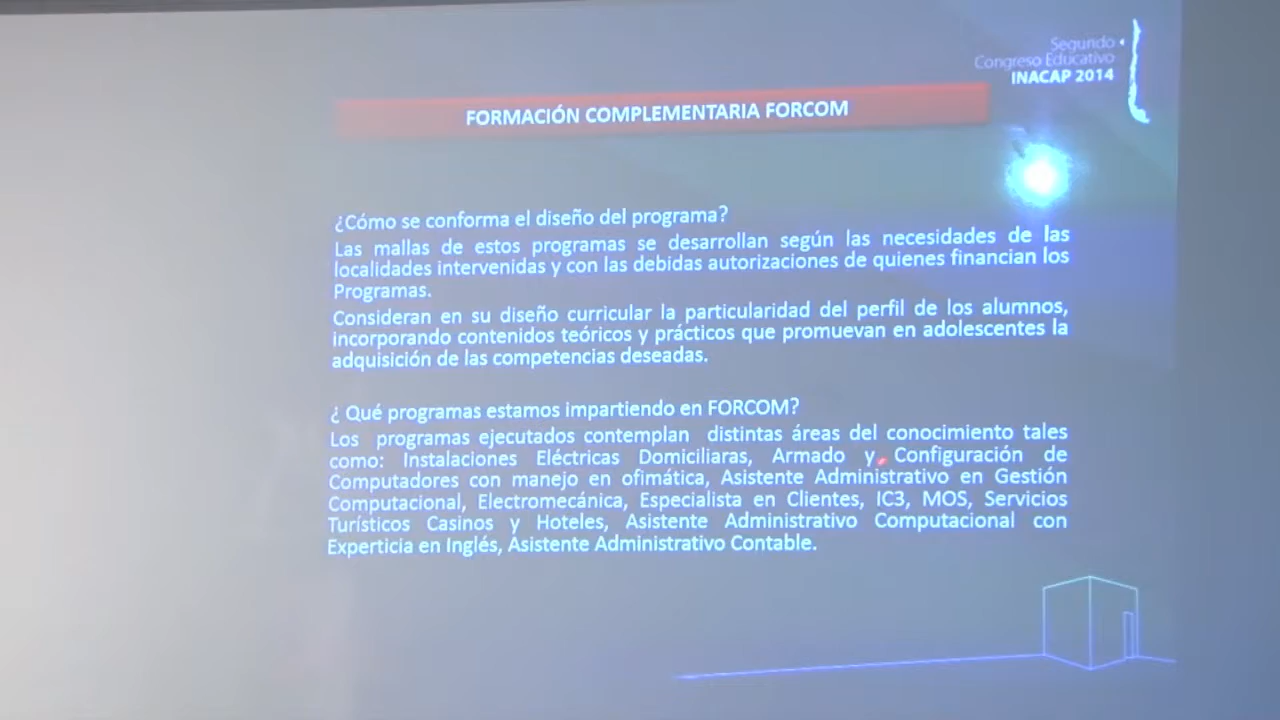 Segundo
Congreso Educativo
INACAP 2014
FORMACIÓN COMPLEMENTARIA FORCOM
¿Cómo se conforma el diseño del programa?
Las mallas de estos programas se desarrollan según las necesidades de las
localidades intervenidas y con las debidas autorizaciones de quienes financian los
Programas.
Consideran en su diseño curricular la particularidad del perfil de los alumnos,
incorporando contenidos teóricos y prácticos que promuevan en adolescentes la
adquisición de las competencias deseadas.
¿ Qué programas estamos impartiendo en FORCOM?
Los programas ejecutados contemplan distintas áreas del conocimiento tales
como: Instalaciones Eléctricas Domiciliaras, Armado y Configuración de
Computadores con manejo en ofimática, Asistente Administrativo en Gestión
Computacional, Electromecánica, Especialista en Clientes, IC3, MOS, Servicios
Turísticos Casinos y Hoteles, Asistente Administrativo Computacional con
Experticia en Inglés, Asistente Administrativo Contable.